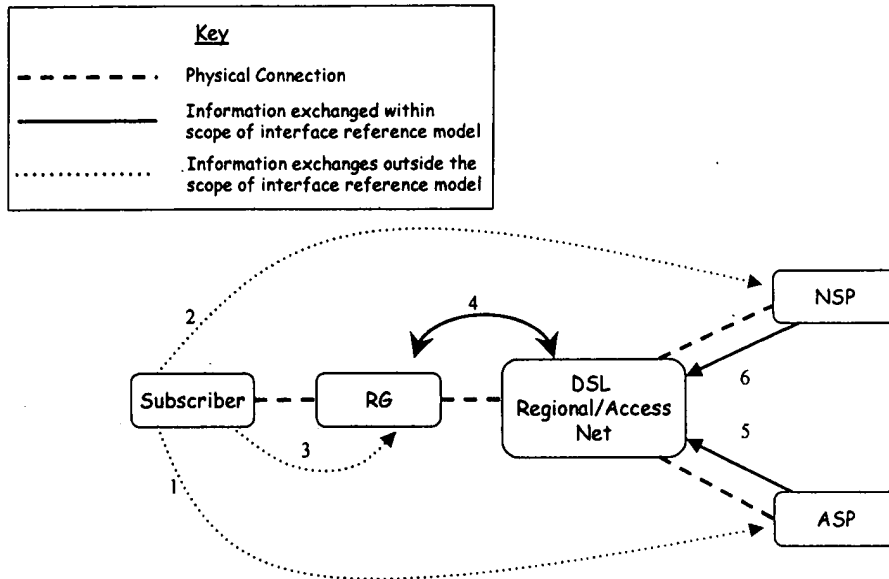 Key
Physical Connection
Information exchanged within
scope of interface reference model
Information exchanges outside the
scope of interface reference model
NSP
4
2
6
Subscriber
RG
DSL
Regional/Access
Net
5
3
1
ASP